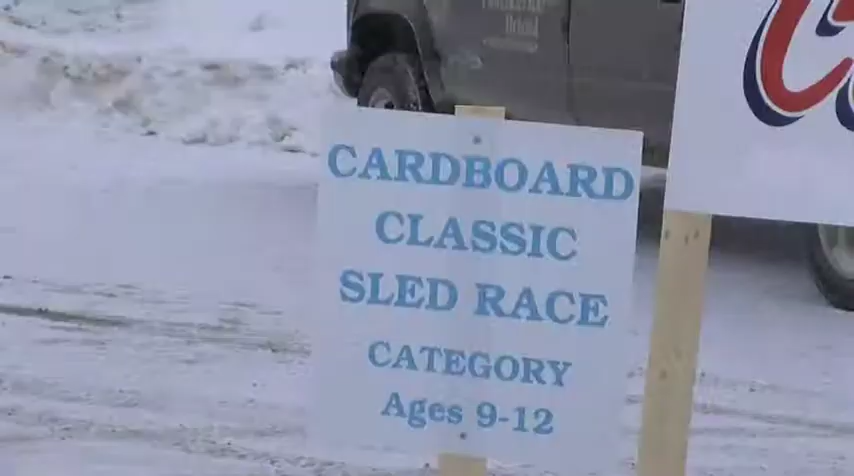 CARDBOARD
CLASSIC
SLED RACE
CATEGORY
Ages 9-12